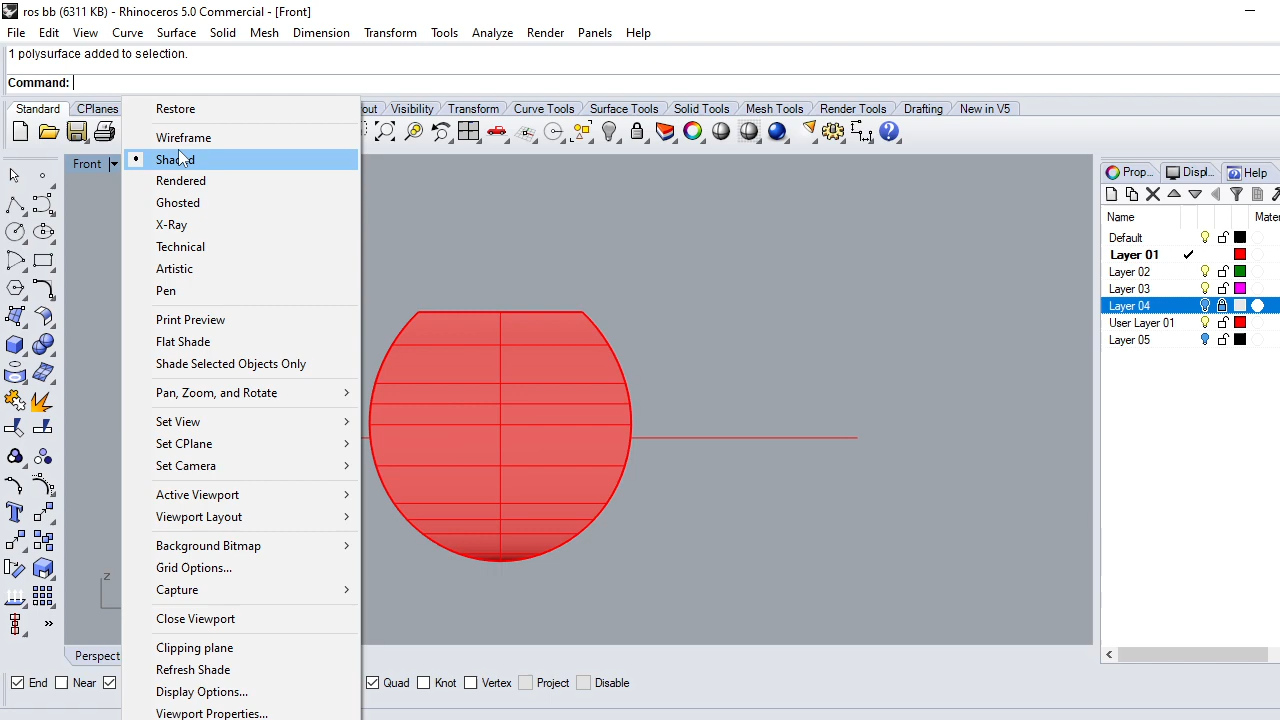 ros bb (6311 KB) - Rhinoceros 5.0 Commercial - [Front]
File Edit View Curve Surface Solid Mesh Dimension Transform Tools Analyze Render Panels Help
1 polysurface added to selection.
Command:
Standard CPlanes out Visibility Transform Curve Tools Surface Tools Solid Tools Mesh Tools Render Tools Drafting New in V5
Front
Restore
Wireframe
Shaded
Rendered
Ghosted
X-Ray
Technical
Artistic
Pen
Print Preview
Flat Shade
Shade Selected Objects Only
Pan, Zoom, and Rotate
Set View
Set CPlane
Set Camera
Active Viewport
Viewport Layout
Background Bitmap
Grid Options...
Capture
Close Viewport
Clipping plane
Refresh Shade
Display Options...
Viewport Properties...
z
Perspect
End Near Quad Knot Vertex Project Disable
Prop... Displ... Help
Name Mater
Default
Layer 01
Layer 02
Layer 03
Layer 04
User Layer 01
Layer 05